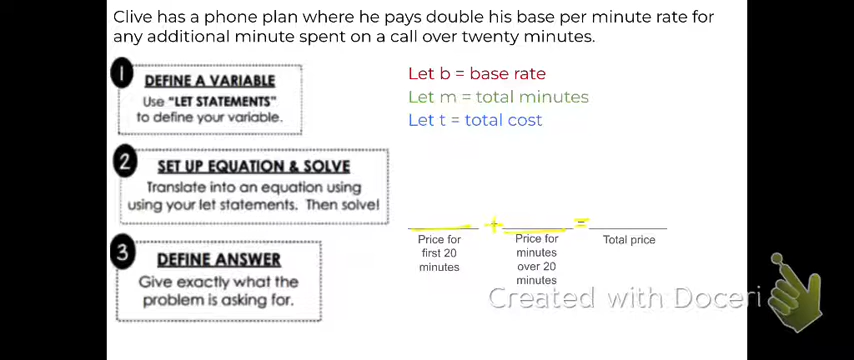 Clive has a phone plan where he pays double his base per minute rate for
any additional minute spent on a call over twenty minutes.
1
DEFINE A VARIABLE
Use "LET STATEMENTS"
to define your variable.
Let b = base rate
Let m = total minutes
Let t = total cost
2
SET UP EQUATION & SOLVE
Translate into an equation using
using your let statements. Then solve!
+ =
Price for
first 20
minutes
Price for
minutes
over 20
minutes
Total price
3
DEFINE ANSWER
Give exactly what the
problem is asking for.
Created with Doceri